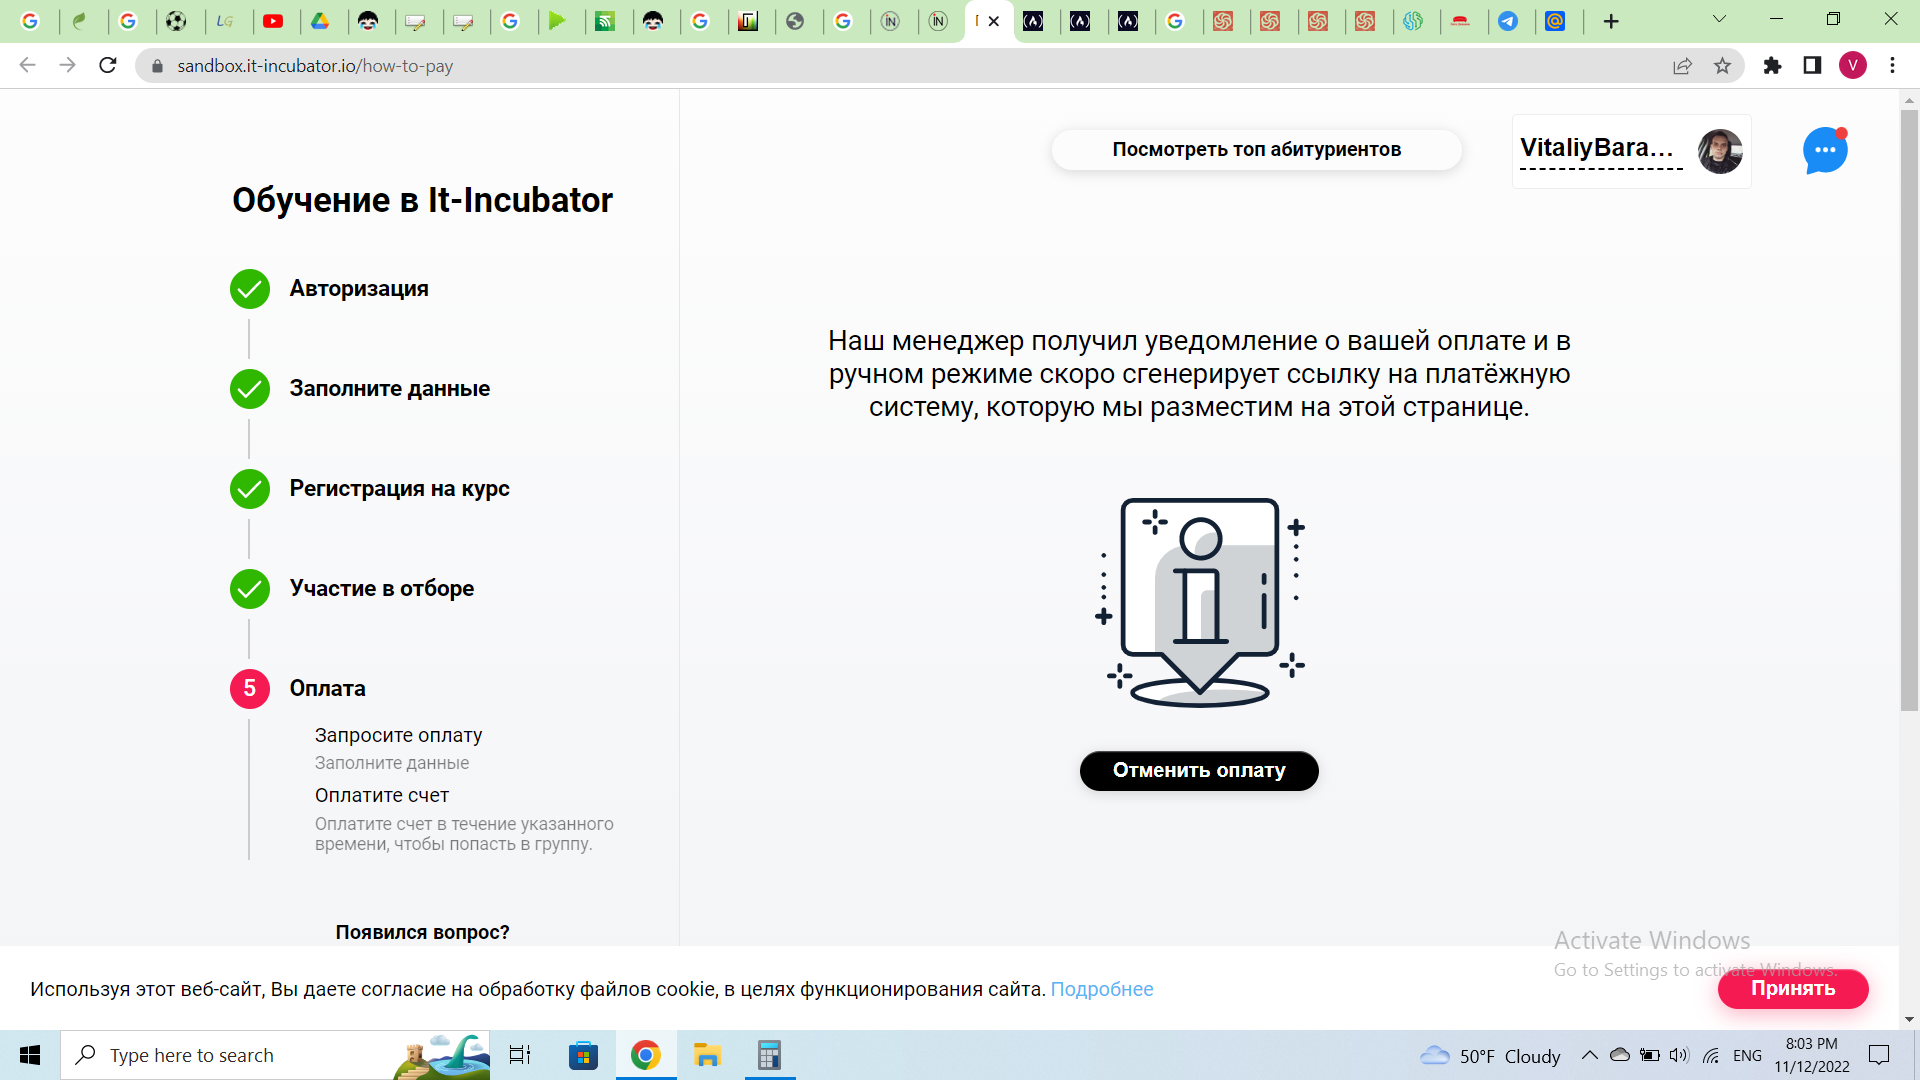 sandbox.it-incubator.io/how-to-pay
V
Посмотреть топ абитуриентов
VitaliyBara...
Обучение в It-Incubator
Авторизация
Заполните данные
Регистрация на курс
Участие в отборе
5
Оплата
Запросите оплату
Заполните данные
Оплатите счет
Оплатите счет в течение указанного
времени, чтобы попасть в группу.
Появился вопрос?
Наш менеджер получил уведомление о вашей оплате и в
ручном режиме скоро сгенерирует ссылку на платёжную
систему, которую мы разместим на этой странице.
Отменить оплату
Activate Windows
Go to Settings to activate Windows.
Используя этот веб-сайт, Вы даете согласие на обработку файлов cookie, в целях функционирования сайта. Подробнее
Принять
Type here to search
50°F Cloudy
ENG
8:03 PM
11/12/2022